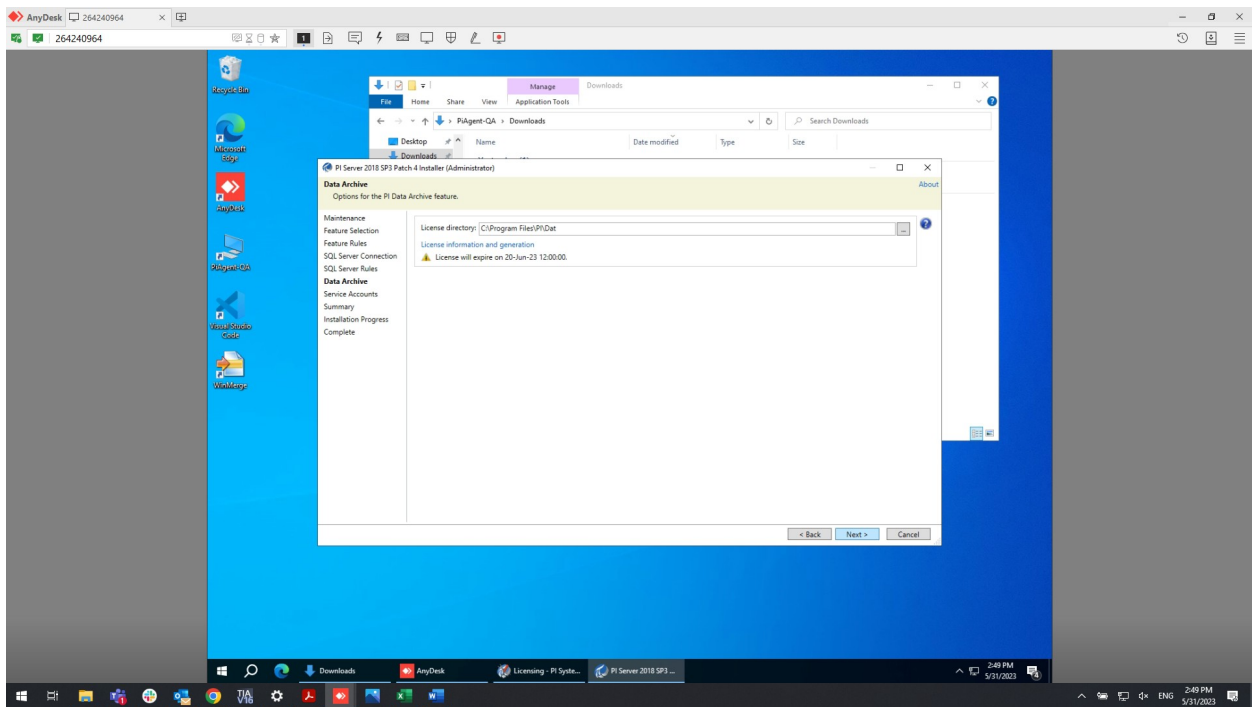 AnyDesk
264240964
264240964
1
Recycle Bin
Microsoft
Edge
AnyDesk
PiAgent-QA
Visual Studio
Code
WinMerge
Manage
Downloads
File
Home
Share
View
Application Tools
PiAgent-QA > Downloads
Search Downloads
Desktop
Name
Date modified
Type
Size
Downloads
PI Server 2018 SP3 Patch 4 Installer (Administrator)
Data Archive
About
Options for the PI Data Archive feature.
Maintenance
Feature Selection
Feature Rules
SQL Server Connection
SQL Server Rules
Data Archive
Service Accounts
Summary
Installation Progress
Complete
License directory: C:\Program Files\PI\Dat
...
License information and generation
License will expire on 20-Jun-23 12:00:00.
< Back
Next >
Cancel
Downloads
AnyDesk
Licensing - PI Syste...
PI Server 2018 SP3 ...
2:49 PM
5/31/2023
4
TIA
V16
ENG
2:49 PM
5/31/2023